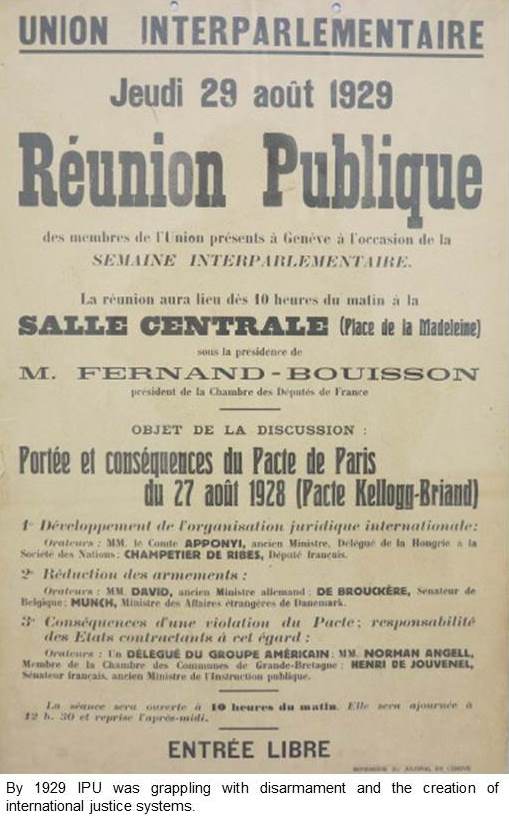 UNION INTERPARLEMENTAIRE
Jeudi 29 août 1929
Réunion Publique
des membres de l'Union présents à Genève à l'occasion de la
SEMAINE INTERPARLEMENTAIRE.
La réunion aura lieu dès 10 heures du matin à la
SALLE CENTRALE (Place de la Madeleine)
sous la présidence de
M. FERNAND-BOUISSON
président de la Chambre des Députés de France
OBJET DE LA DISCUSSION :
Portée et conséquences du Pacte de Paris
du 27 août 1928 (Pacte Kellogg-Briand)
1° Développement de l'organisation juridique internationale:
Orateurs : MM. le Comte APPONYI, ancien Ministre, Délégué de la Hongrie à la
Société des Nations; CHAMPETIER DE RIBES, Député français.
2° Réduction des armements :
Orateurs : MM. DAVID, ancien Ministre allemand ; DE BROUCKÈRE, Sénateur de
Belgique ; MUNCH, Ministre des Affaires étrangères de Danemark.
3° Conséquences d'une violation du Pacte; responsabilité
des Etats contractants à cet égard :
Orateurs : Un DÉLÉGUÉ DU GROUPE AMÉRICAIN ; MM. NORMAN ANGELL,
Membre de la Chambre des Communes de Grande-Bretagne ; HENRI DE JOUVENEL,
Sénateur français, ancien Ministre de l'Instruction publique.
La séance sera ouverte à 10 heures du matin. Elle sera ajournée à
12 h. 30 et reprise l'après-midi.
ENTRÉE LIBRE
IMPRIMERIE DU JOURNAL DE GENÈVE
By 1929 IPU was grappling with disarmament and the creation of
international justice systems.